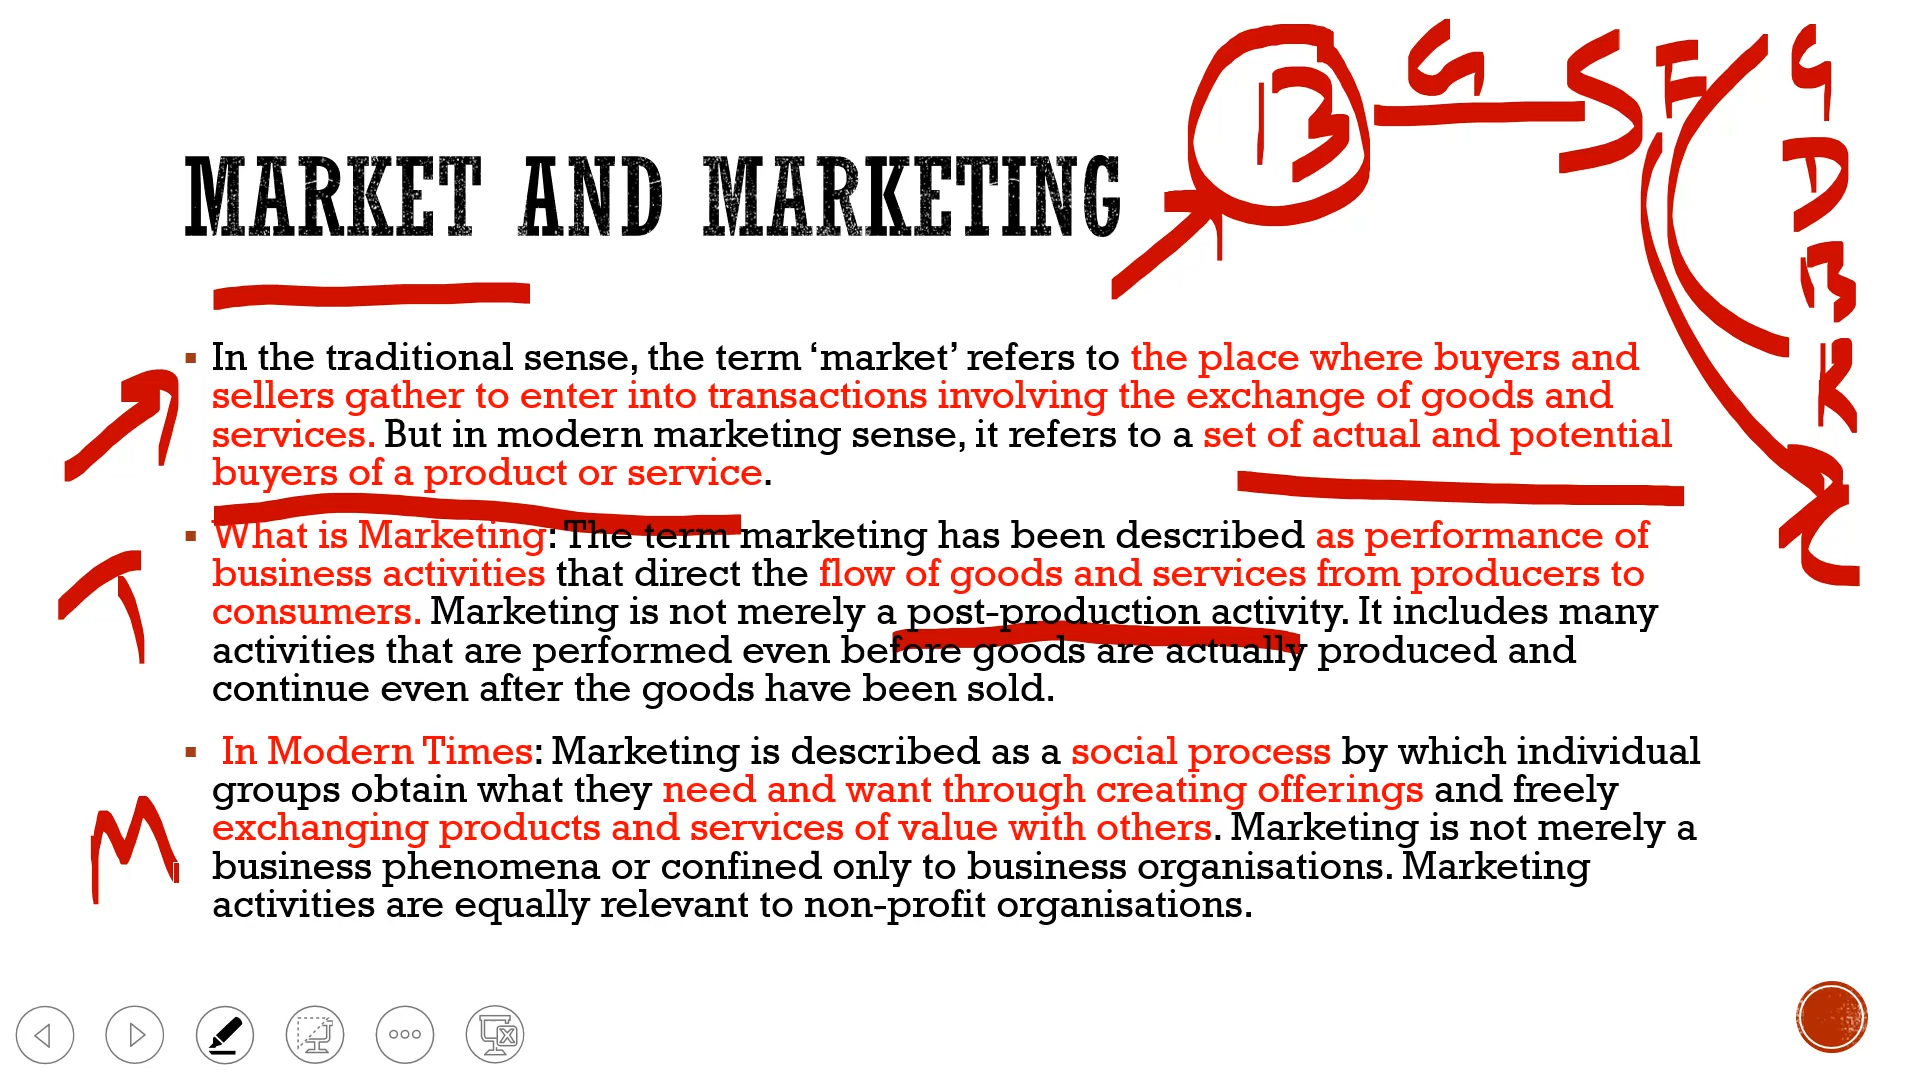 B G S F G
D
B
K
R
MARKET AND MARKETING
In the traditional sense, the term ‘market’ refers to the place where buyers and
sellers gather to enter into transactions involving the exchange of goods and
services. But in modern marketing sense, it refers to a set of actual and potential
buyers of a product or service.
What is Marketing: The term marketing has been described as performance of
business activities that direct the flow of goods and services from producers to
consumers. Marketing is not merely a post-production activity. It includes many
activities that are performed even before goods are actually produced and
continue even after the goods have been sold.
T
In Modern Times: Marketing is described as a social process by which individual
groups obtain what they need and want through creating offerings and freely
exchanging products and services of value with others. Marketing is not merely a
M
business phenomena or confined only to business organisations. Marketing
activities are equally relevant to non-profit organisations.